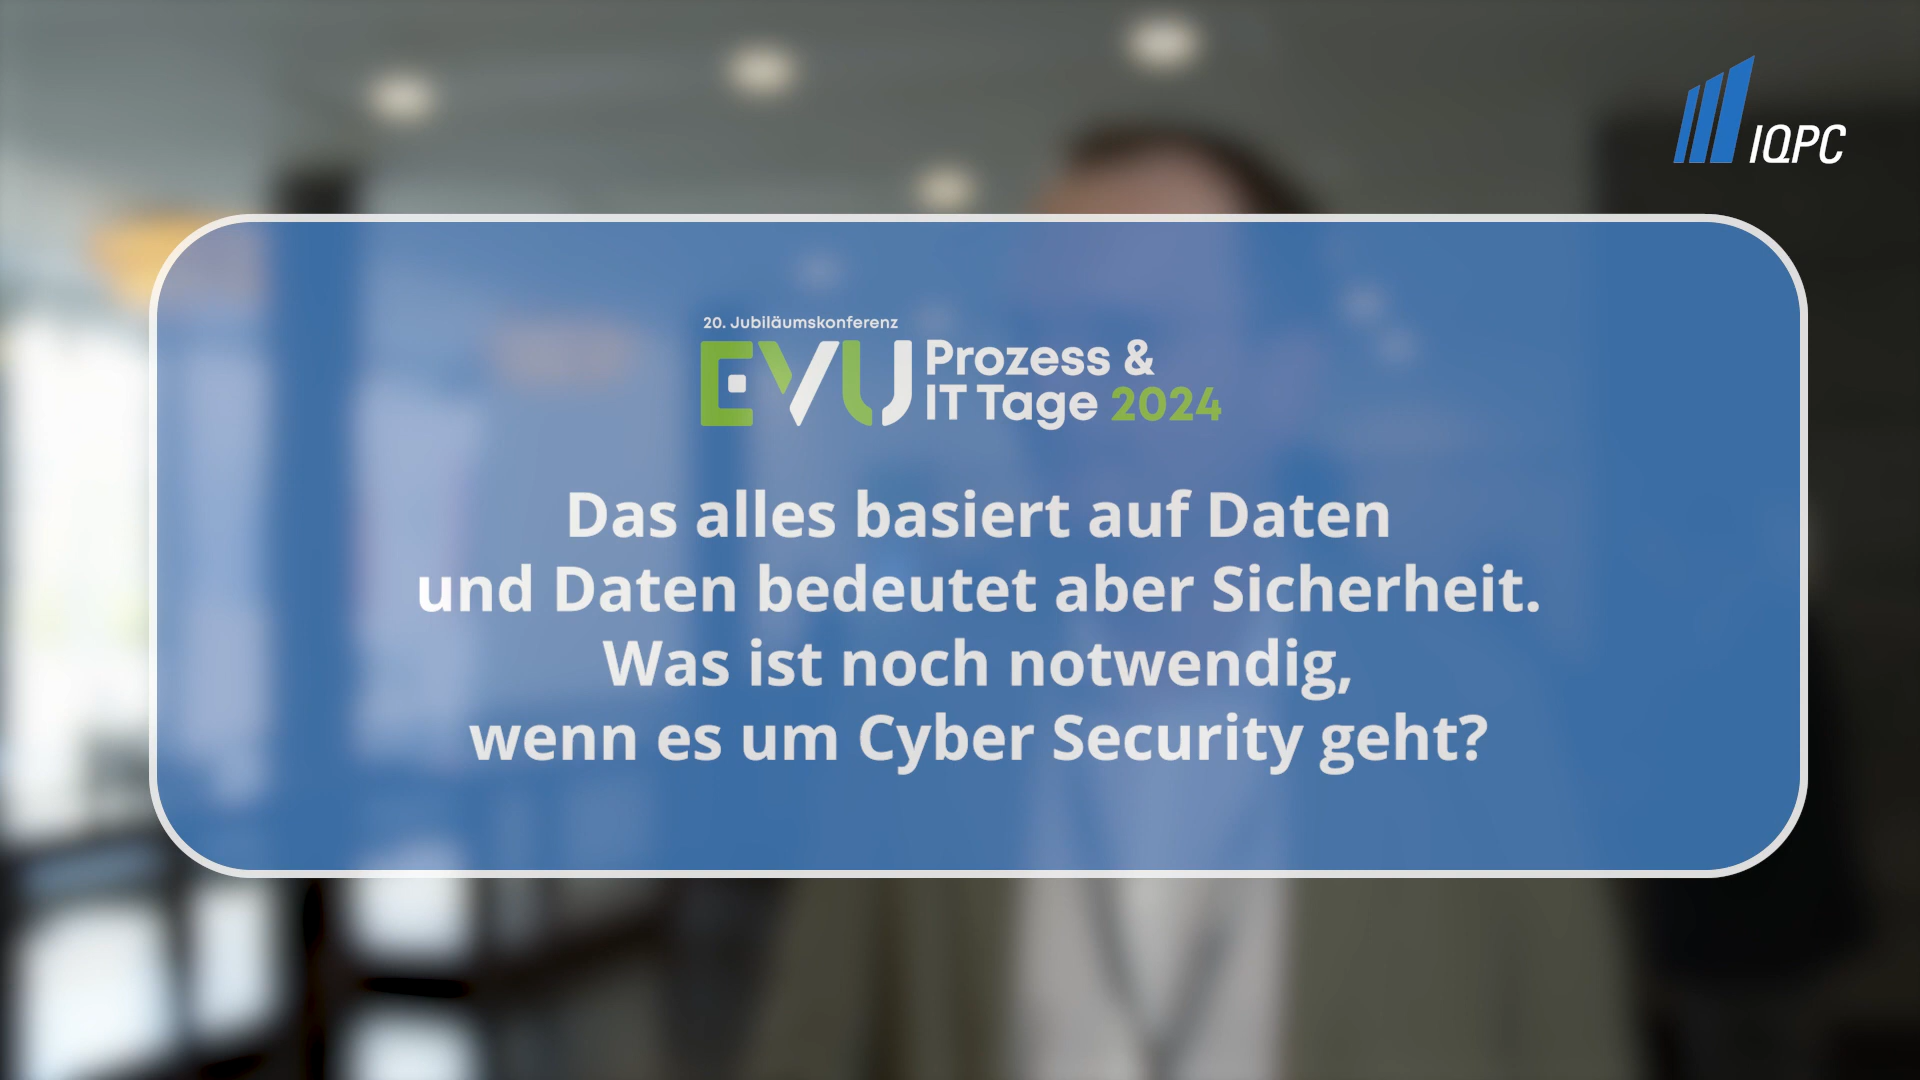 IQPC
20. Jubiläumskonferenz
EVU Prozess &
IT Tage 2024
Das alles basiert auf Daten
und Daten bedeutet aber Sicherheit.
Was ist noch notwendig,
wenn es um Cyber Security geht?